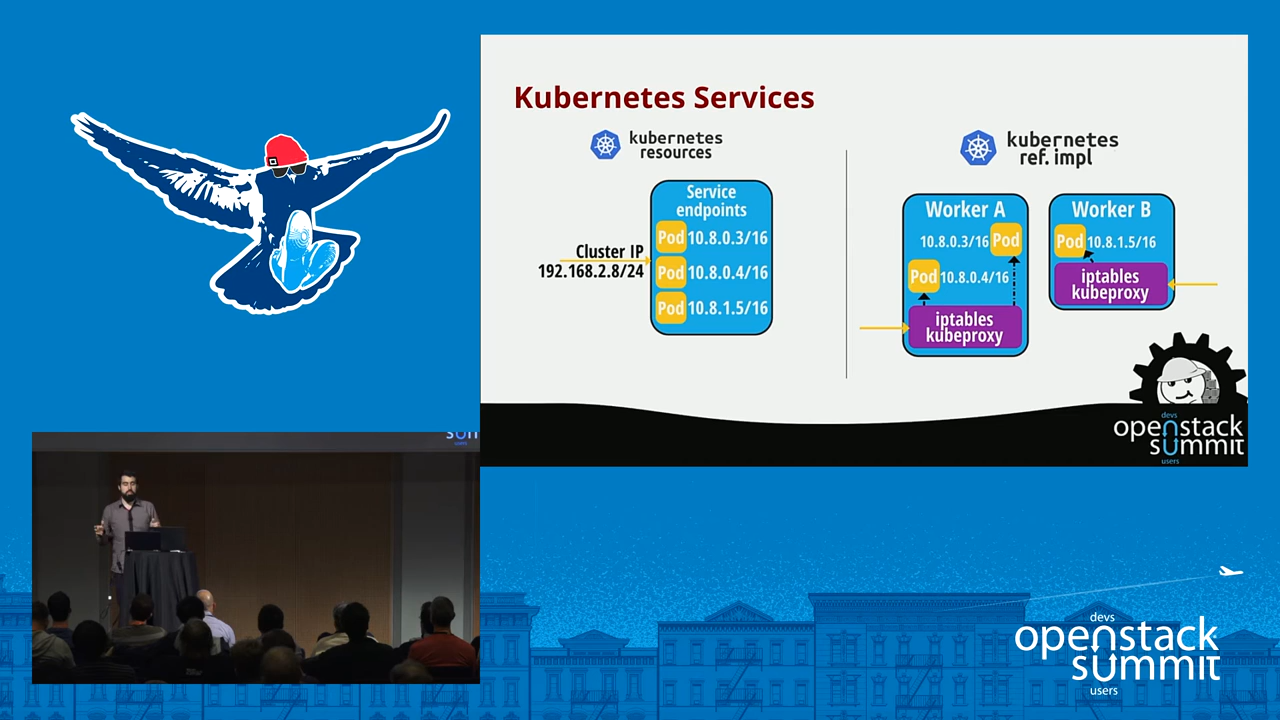 Kubernetes Services
kubernetes
resources
Service
endpoints
Pod 10.8.0.3/16
Pod 10.8.0.4/16
Pod 10.8.1.5/16
Cluster IP
192.168.2.8/24
kubernetes
ref. impl
Worker A
10.8.0.3/16 Pod
Pod 10.8.0.4/16
iptables
kubeproxy
Worker B
Pod 10.8.1.5/16
iptables
kubeproxy
devs
openstack
summit
users
devs
openstack
summit
users